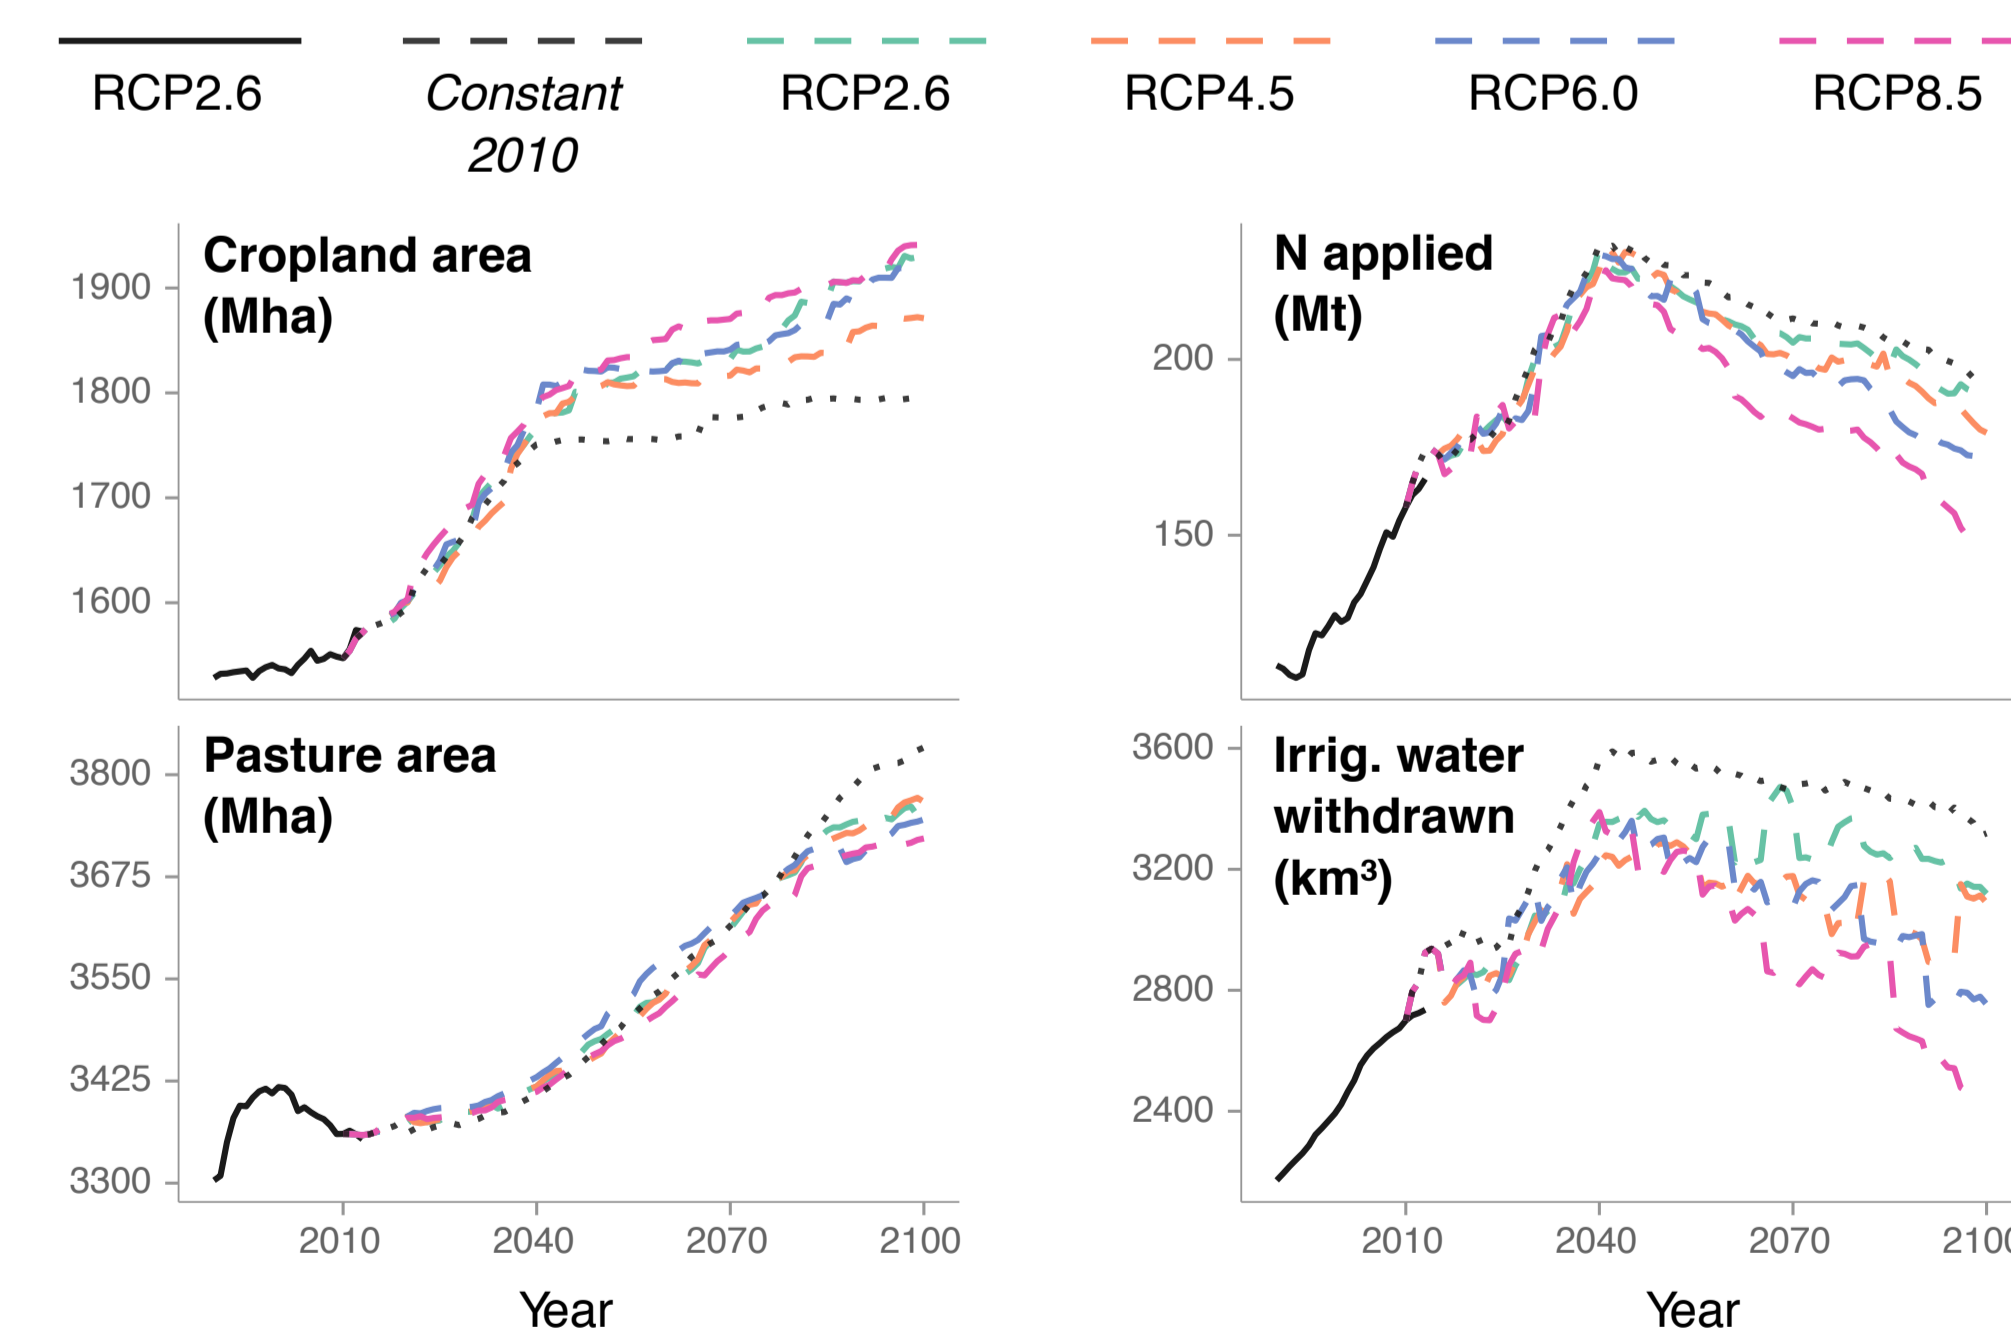 RCP2.6 Constant RCP2.6 RCP4.5 RCP6.0 RCP8.5
2010
Cropland area
(Mha)
1900
1800
1700
1600
N applied
(Mt)
200
150
Pasture area
(Mha)
3800
3675
3550
3425
3300
2010 2040 2070 2100
Year
Irrig. water
withdrawn
(km³)
3600
3200
2800
2400
2010 2040 2070 2100
Year